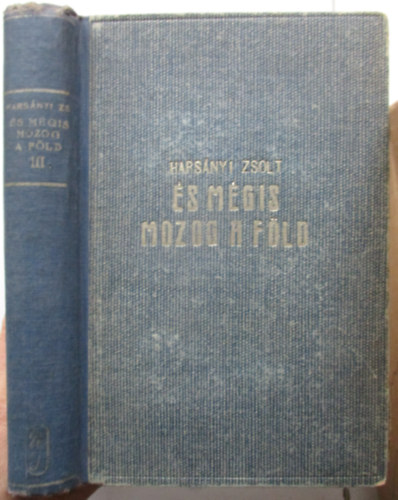 HARSÁNYI ZS
ÉS MÉGIS
MOZOG
A FÖLD
III
HARSÁNYI ZSOLT
ÉS MÉGIS
MOZOG A FÖLD